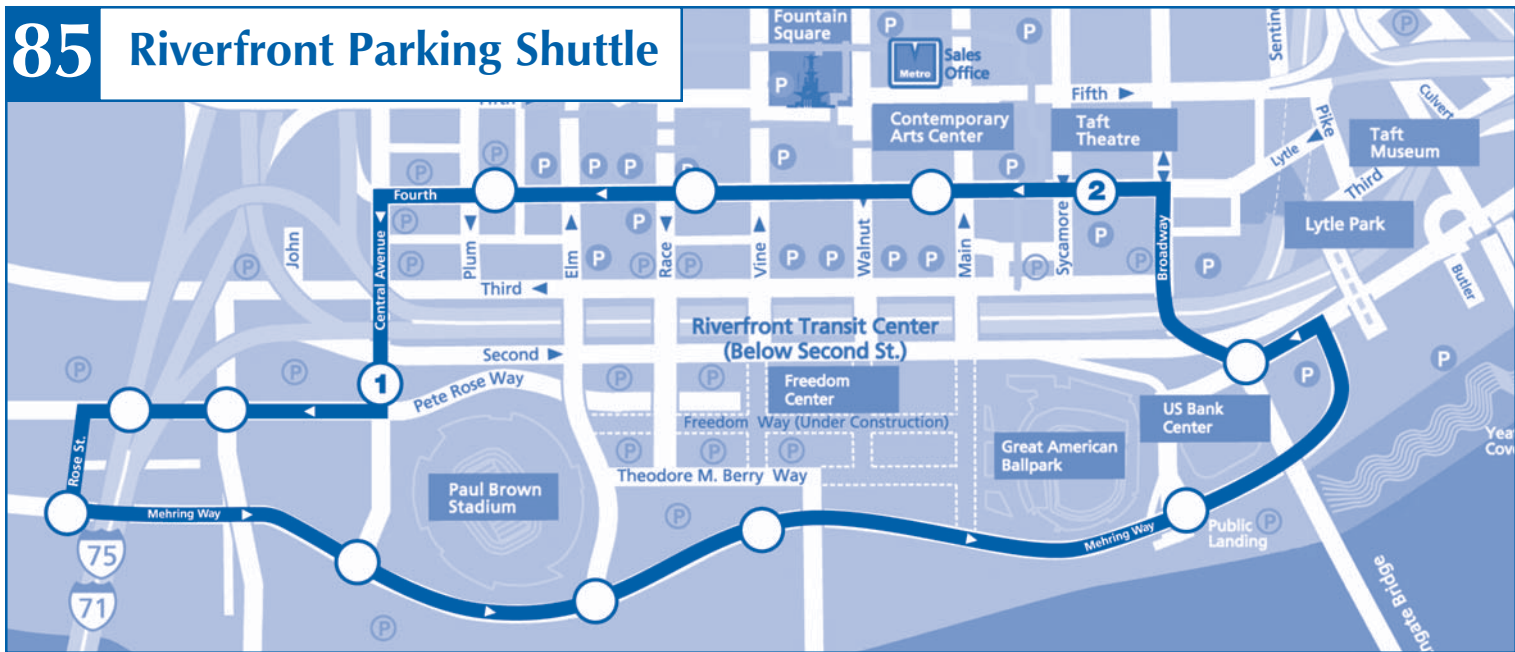 85 Riverfront Parking Shuttle
Fountain
Square
P
P
Metro
Sales
Office
P
P
Sentinel
P
Fifth
Fifth
Culvert
Pike
Contemporary
Arts Center
Taft
Theatre
Taft
Museum
Lytle
Third
P
P
P
P
P
P
P
P
P
Fourth
2
Lytle Park
P
P
P
P
Central Avenue
John
Plum
Elm
Race
Vine
Walnut
Main
Sycamore
Broadway
Butler
P
P
P
P
P
P
P
P
P
P
P
P
Third
Riverfront Transit Center
(Below Second St.)
Second
P
P
1
Pete Rose Way
P
P
Freedom
Center
P
P
US Bank
Center
Freedom Way (Under Construction)
Rose St.
P
P
P
Great American
Ballpark
Theodore M. Berry Way
Paul Brown
Stadium
Mehring Way
P
Mehring Way
Public
Landing
P
75
71
P